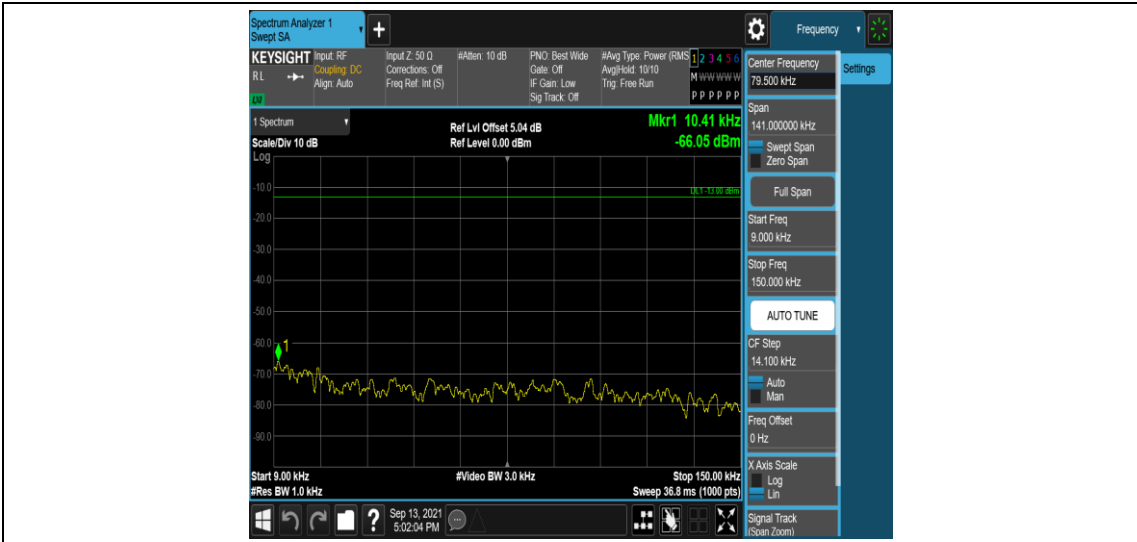 Spectrum Analyzer 1
Swept SA
+
Frequency
KEYSIGHT
RL
LXI
Input: RF
Coupling: DC
Align: Auto
Input Z: 50 Ω
Corrections: Off
Freq Ref: Int (S)
#Atten: 10 dB
PNO: Best Wide
Gate: Off
IF Gain: Low
Sig Track: Off
#Avg Type: Power (RMS
Avg|Hold: 10/10
Trig: Free Run
1 2 3 4 5 6
M W W W W W
P P P P P P
Center Frequency
79.500 kHz
Settings
Span
141.000000 kHz
Swept Span
Zero Span
Full Span
Start Freq
9.000 kHz
Stop Freq
150.000 kHz
AUTO TUNE
CF Step
14.100 kHz
Auto
Man
Freq Offset
0 Hz
X Axis Scale
Log
Lin
Signal Track
(Span Zoom)
1 Spectrum
Scale/Div 10 dB
Log
Ref Lvl Offset 5.04 dB
Ref Level 0.00 dBm
Mkr1 10.41 kHz
-66.05 dBm
DL1 -13.00 dBm
-10.0
-20.0
-30.0
-40.0
-50.0
-60.0
1
-70.0
-80.0
-90.0
Start 9.00 kHz
#Res BW 1.0 kHz
#Video BW 3.0 kHz
Stop 150.00 kHz
Sweep 36.8 ms (1000 pts)
?
Sep 13, 2021
5:02:04 PM